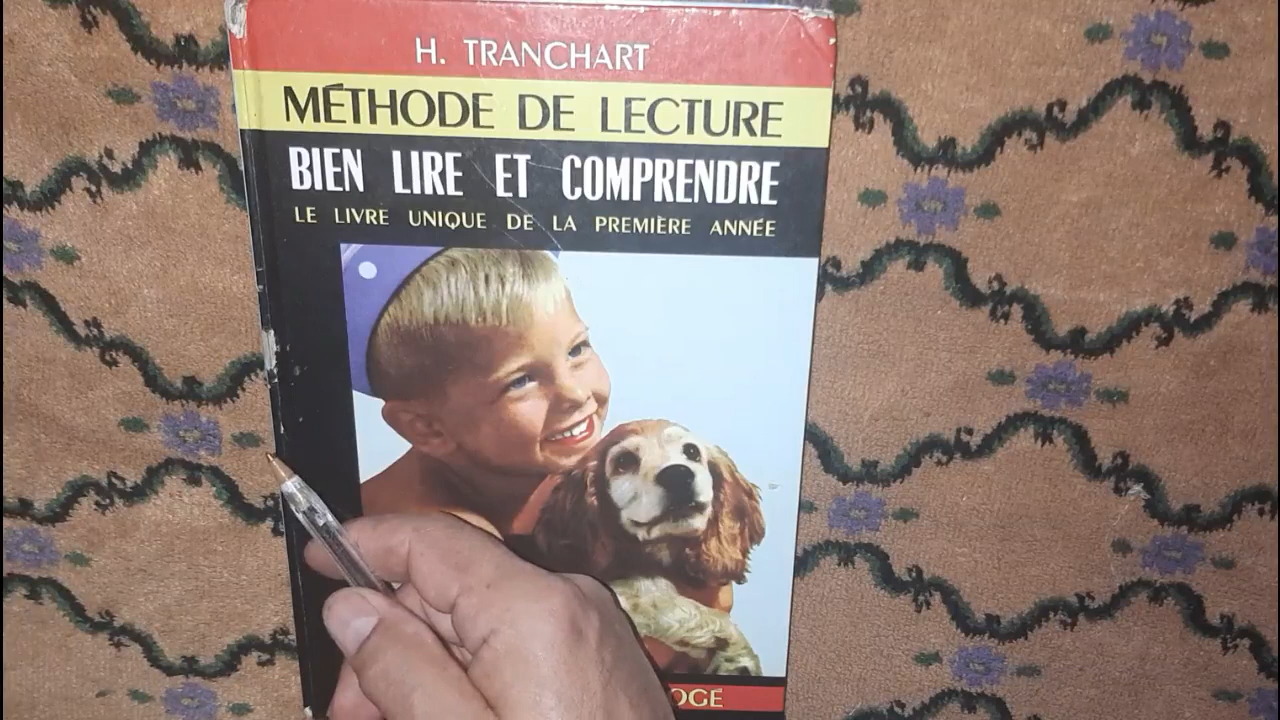 H. TRANCHART
MÉTHODE DE LECTURE
BIEN LIRE ET COMPRENDRE
LE LIVRE UNIQUE DE LA PREMIÈRE ANNÉE